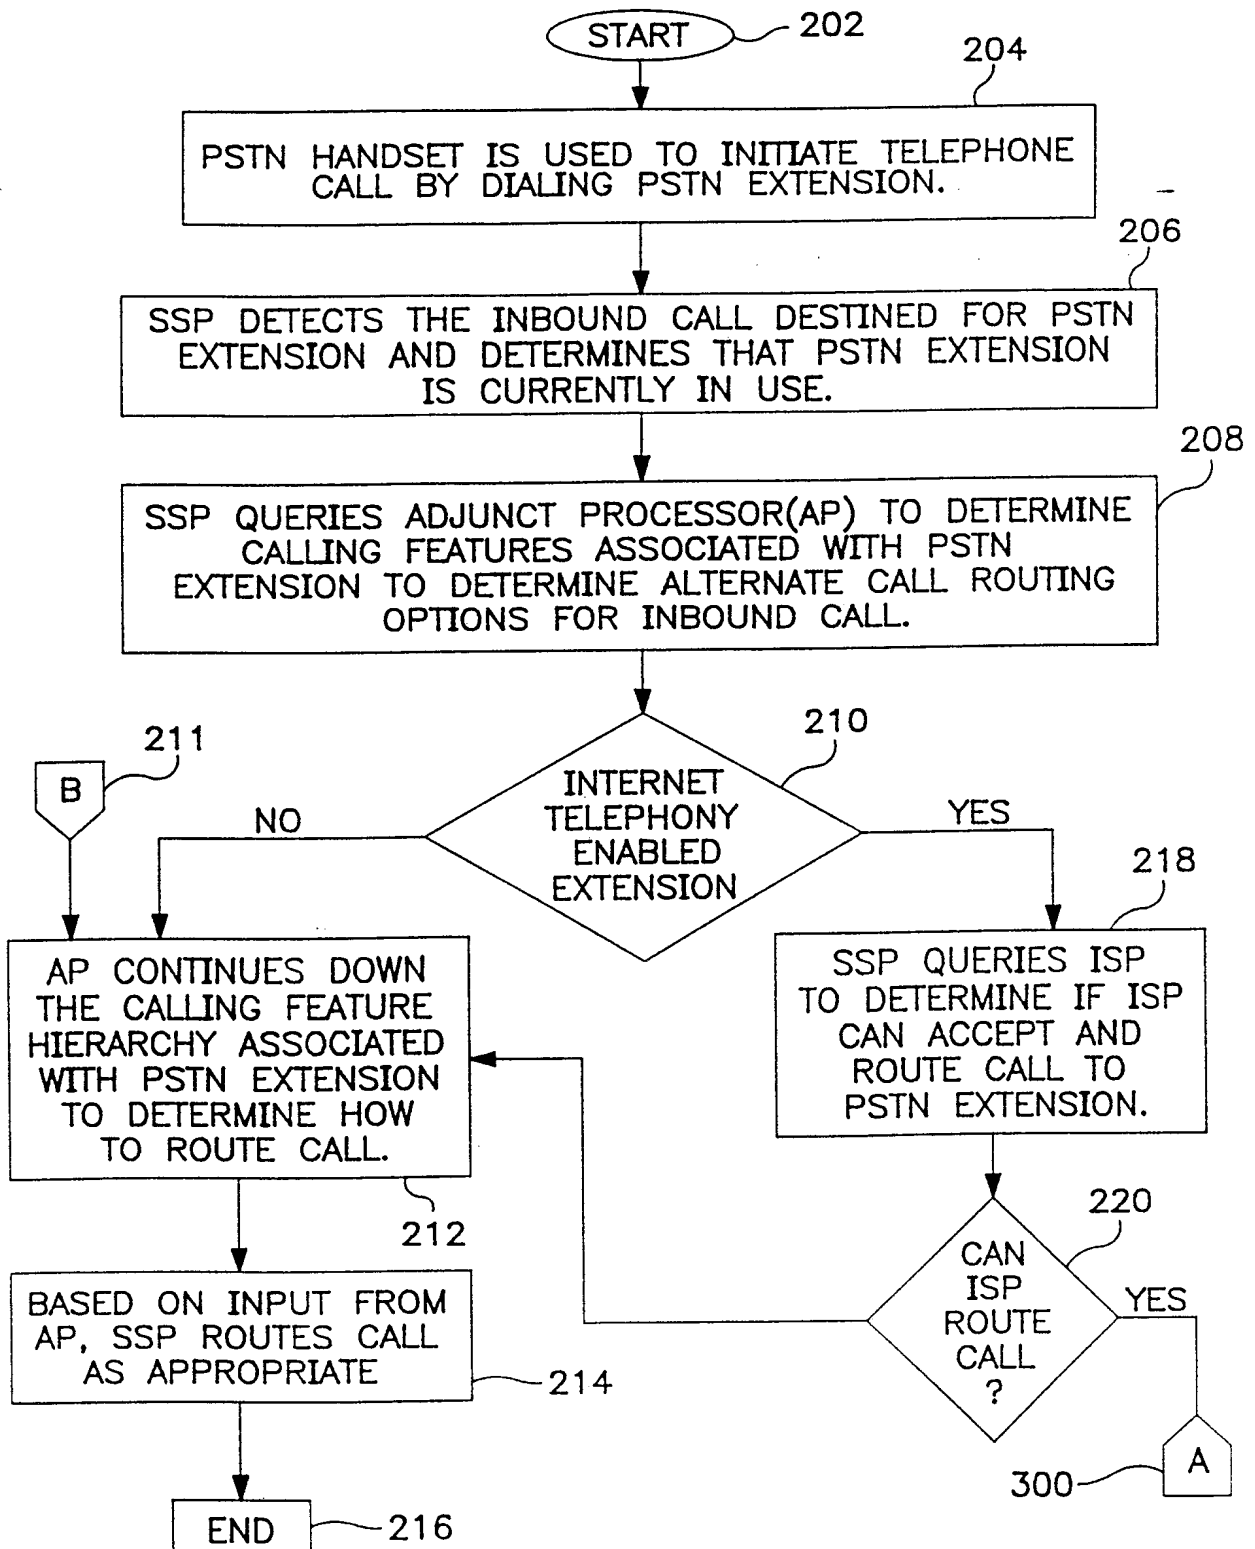 START
202
204
PSTN HANDSET IS USED TO INITIATE TELEPHONE
CALL BY DIALING PSTN EXTENSION.
206
SSP DETECTS THE INBOUND CALL DESTINED FOR PSTN
EXTENSION AND DETERMINES THAT PSTN EXTENSION
IS CURRENTLY IN USE.
208
SSP QUERIES ADJUNCT PROCESSOR(AP) TO DETERMINE
CALLING FEATURES ASSOCIATED WITH PSTN
EXTENSION TO DETERMINE ALTERNATE CALL ROUTING
OPTIONS FOR INBOUND CALL.
210
INTERNET
TELEPHONY
ENABLED
EXTENSION
211
B
NO
YES
AP CONTINUES DOWN
THE CALLING FEATURE
HIERARCHY ASSOCIATED
WITH PSTN EXTENSION
TO DETERMINE HOW
TO ROUTE CALL.
212
218
SSP QUERIES ISP
TO DETERMINE IF ISP
CAN ACCEPT AND
ROUTE CALL TO
PSTN EXTENSION.
220
CAN
ISP
ROUTE
CALL
?
YES
BASED ON INPUT FROM
AP, SSP ROUTES CALL
AS APPROPRIATE
214
300
A
END
216